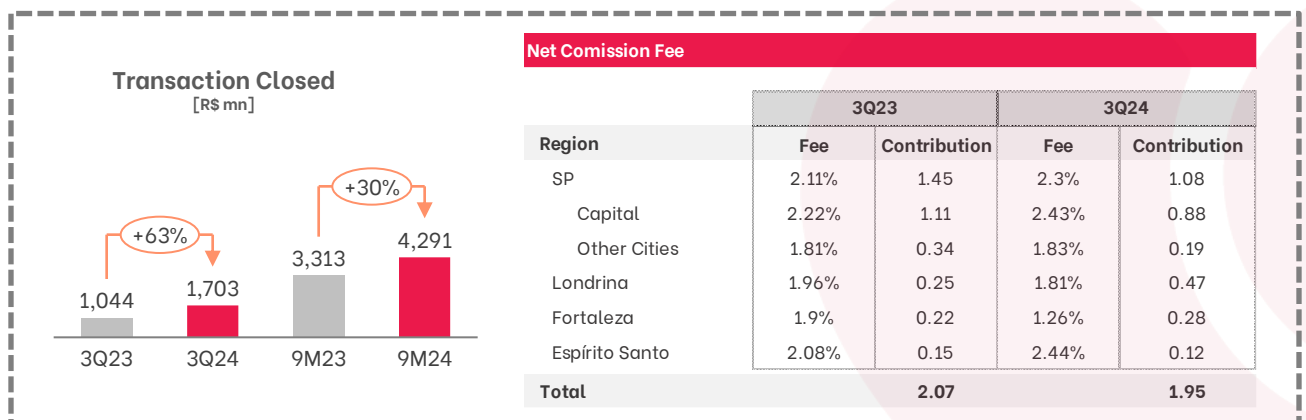 Transaction Closed
[R$ mn]
+63%
+30%
1,044
1,703
3,313
4,291
3Q23 3Q24 9M23 9M24
Net Comission Fee
3Q23 3Q24
Region Fee Contribution Fee Contribution
SP 2.11% 1.45 2.3% 1.08
Capital 2.22% 1.11 2.43% 0.88
Other Cities 1.81% 0.34 1.83% 0.19
Londrina 1.96% 0.25 1.81% 0.47
Fortaleza 1.9% 0.22 1.26% 0.28
Espírito Santo 2.08% 0.15 2.44% 0.12
Total 2.07 1.95